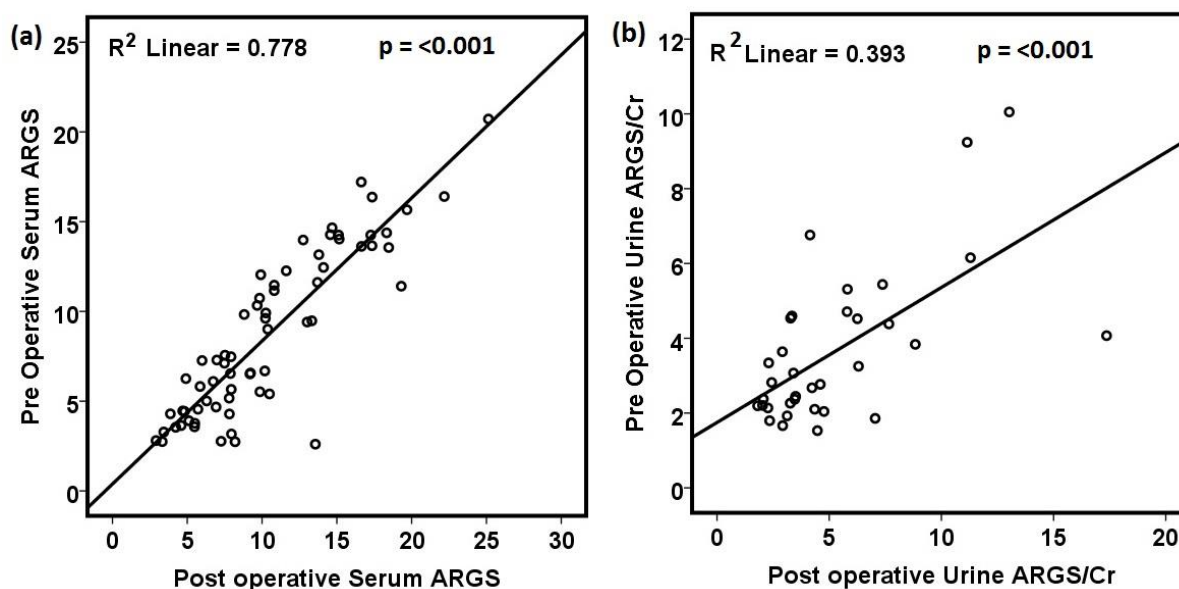 (a)
R² Linear = 0.778 p = <0.001
Pre Operative Serum ARGS
25
20
15
10
5
0
0 5 10 15 20 25 30
Post operative Serum ARGS
(b)
R² Linear = 0.393 p = <0.001
Pre Operative Urine ARGS/Cr
12
10
8
6
4
2
0
0 5 10 15 20
Post operative Urine ARGS/Cr